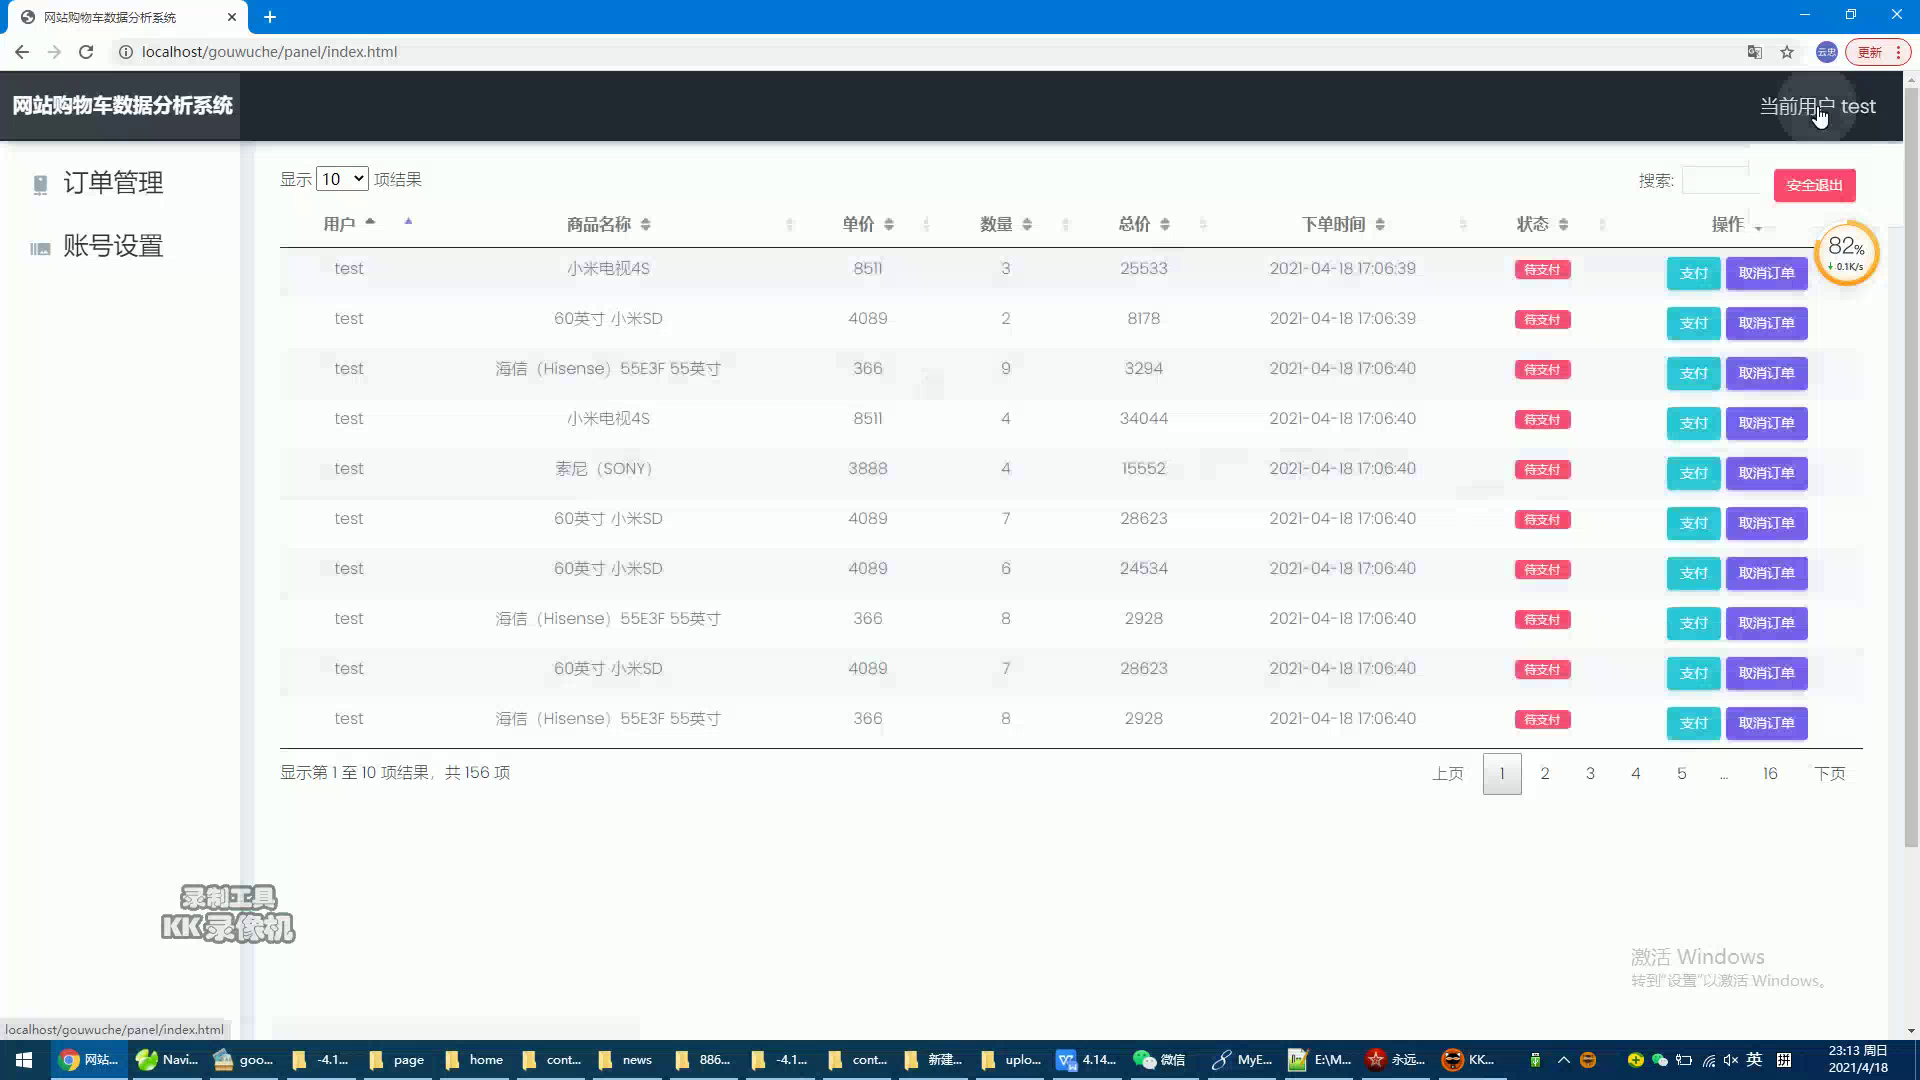 网站购物车数据分析系统
localhost/gouwuche/panel/index.html
云忠
更新
网站购物车数据分析系统
当前用户 test
订单管理
账号设置
显示 10 项结果
搜索:
安全退出
用户 商品名称 单价 数量 总价 下单时间 状态 操作
82%
0.1K/s
test 小米电视4S 8511 3 25533 2021-04-18 17:06:39 待支付 支付 取消订单
test 60英寸 小米SD 4089 2 8178 2021-04-18 17:06:39 待支付 支付 取消订单
test 海信（Hisense）55E3F 55英寸 366 9 3294 2021-04-18 17:06:40 待支付 支付 取消订单
test 小米电视4S 8511 4 34044 2021-04-18 17:06:40 待支付 支付 取消订单
test 索尼（SONY） 3888 4 15552 2021-04-18 17:06:40 待支付 支付 取消订单
test 60英寸 小米SD 4089 7 28623 2021-04-18 17:06:40 待支付 支付 取消订单
test 60英寸 小米SD 4089 6 24534 2021-04-18 17:06:40 待支付 支付 取消订单
test 海信（Hisense）55E3F 55英寸 366 8 2928 2021-04-18 17:06:40 待支付 支付 取消订单
test 60英寸 小米SD 4089 7 28623 2021-04-18 17:06:40 待支付 支付 取消订单
test 海信（Hisense）55E3F 55英寸 366 8 2928 2021-04-18 17:06:40 待支付 支付 取消订单
显示第 1 至 10 项结果，共 156 项
上页 1 2 3 4 5 ... 16 下页
录制工具
KK录像机
激活 Windows
转到"设置"以激活 Windows。
localhost/gouwuche/panel/index.html
网站... Navi... goo... -4.1... page home cont... news 886... -4.1... cont... 新建... uplo... 4.14... 微信 MyE... E:\M... 永远... KK... 英 拼
23:13 周日
2021/4/18